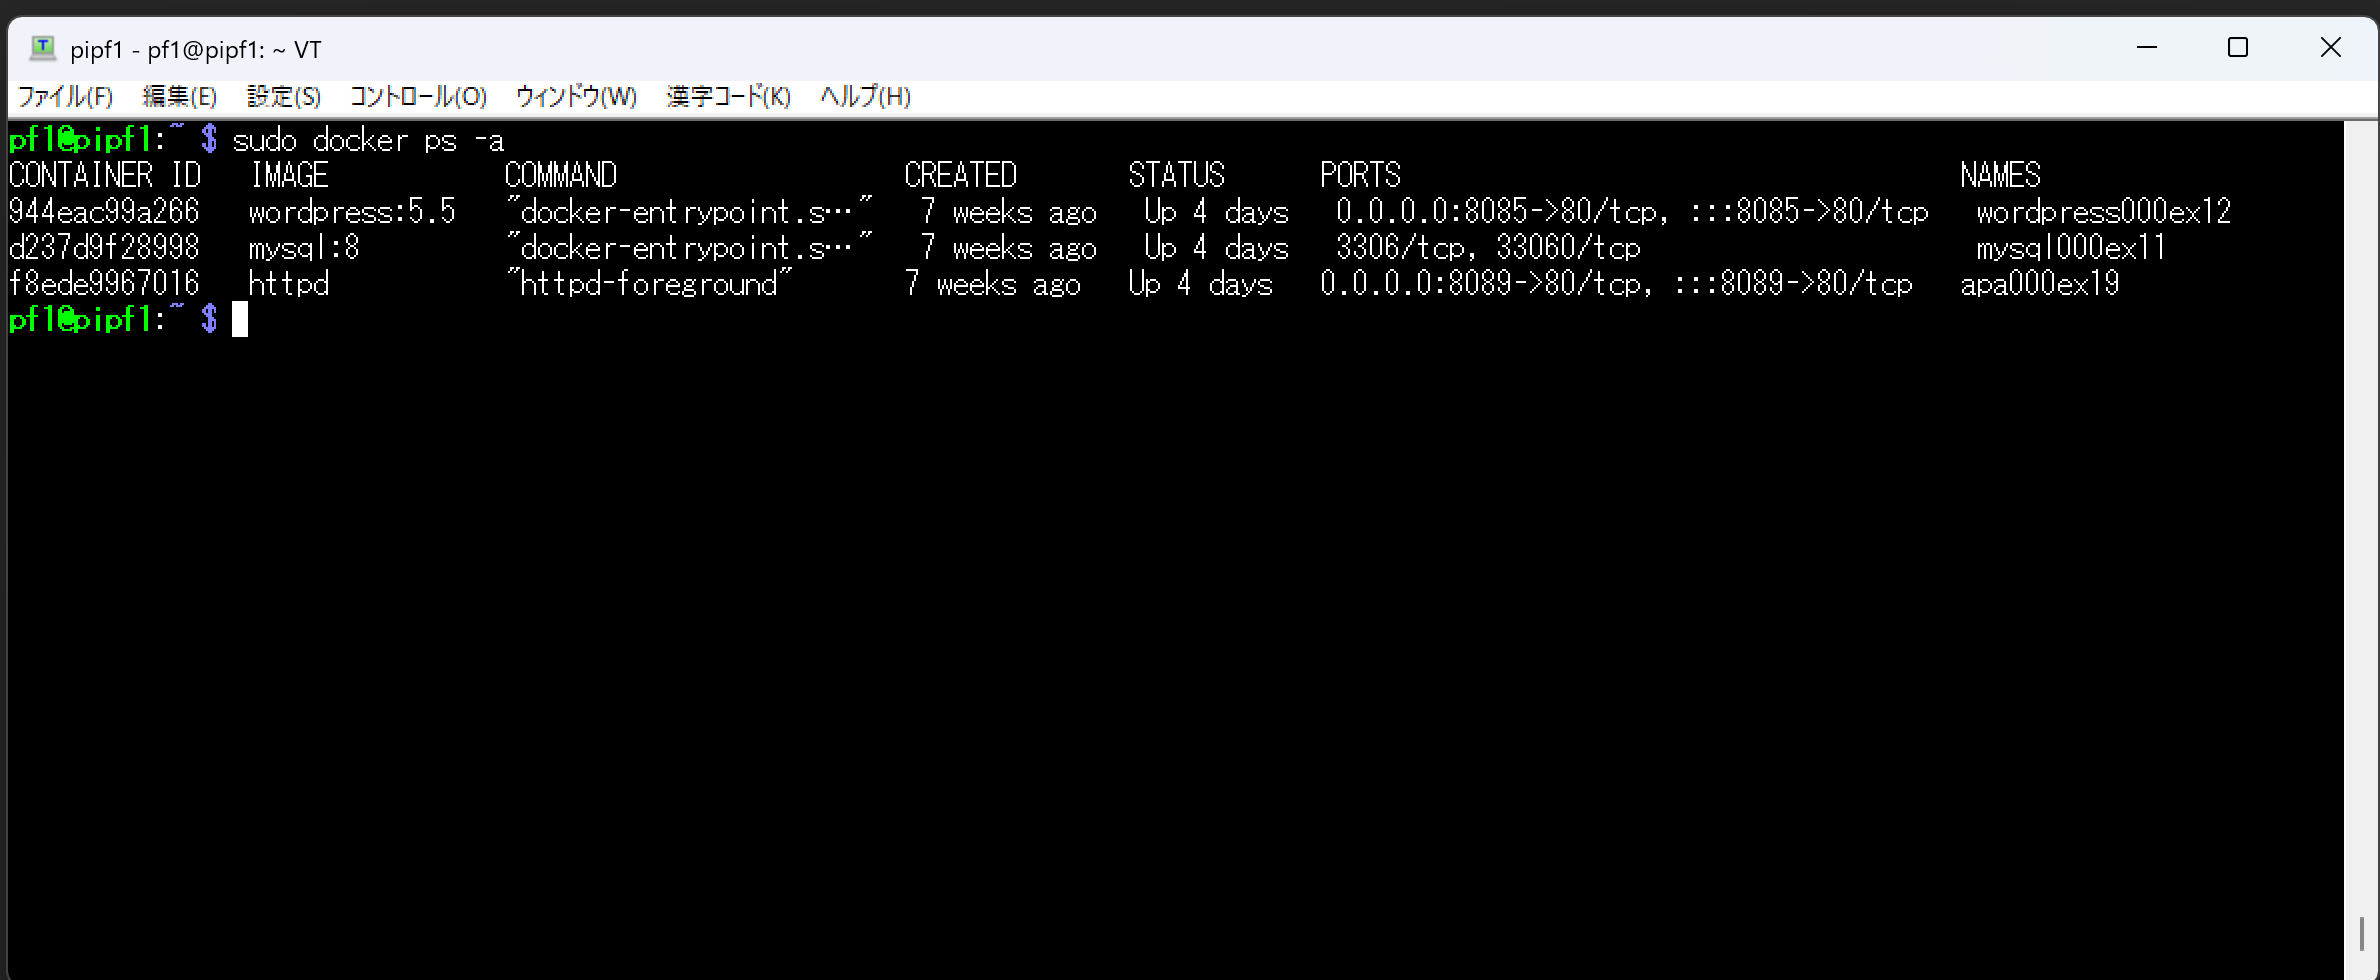 pipf1 - pf1@pipf1: ~ VT
ファイル(F) 編集(E) 設定(S) コントロール(O) ウィンドウ(W) 漢字コード(K) ヘルプ(H)
pf1@pipf1:~ $ sudo docker ps -a
CONTAINER ID   IMAGE           COMMAND                  CREATED       STATUS      PORTS                                   NAMES
944eac99a266   wordpress:5.5   "docker-entrypoint.s…"   7 weeks ago   Up 4 days   0.0.0.0:8085->80/tcp, :::8085->80/tcp   wordpress000ex12
d237d9f28998   mysql:8         "docker-entrypoint.s…"   7 weeks ago   Up 4 days   3306/tcp, 33060/tcp                     mysql000ex11
f8ede9967016   httpd           "httpd-foreground"       7 weeks ago   Up 4 days   0.0.0.0:8089->80/tcp, :::8089->80/tcp   apa000ex19
pf1@pipf1:~ $